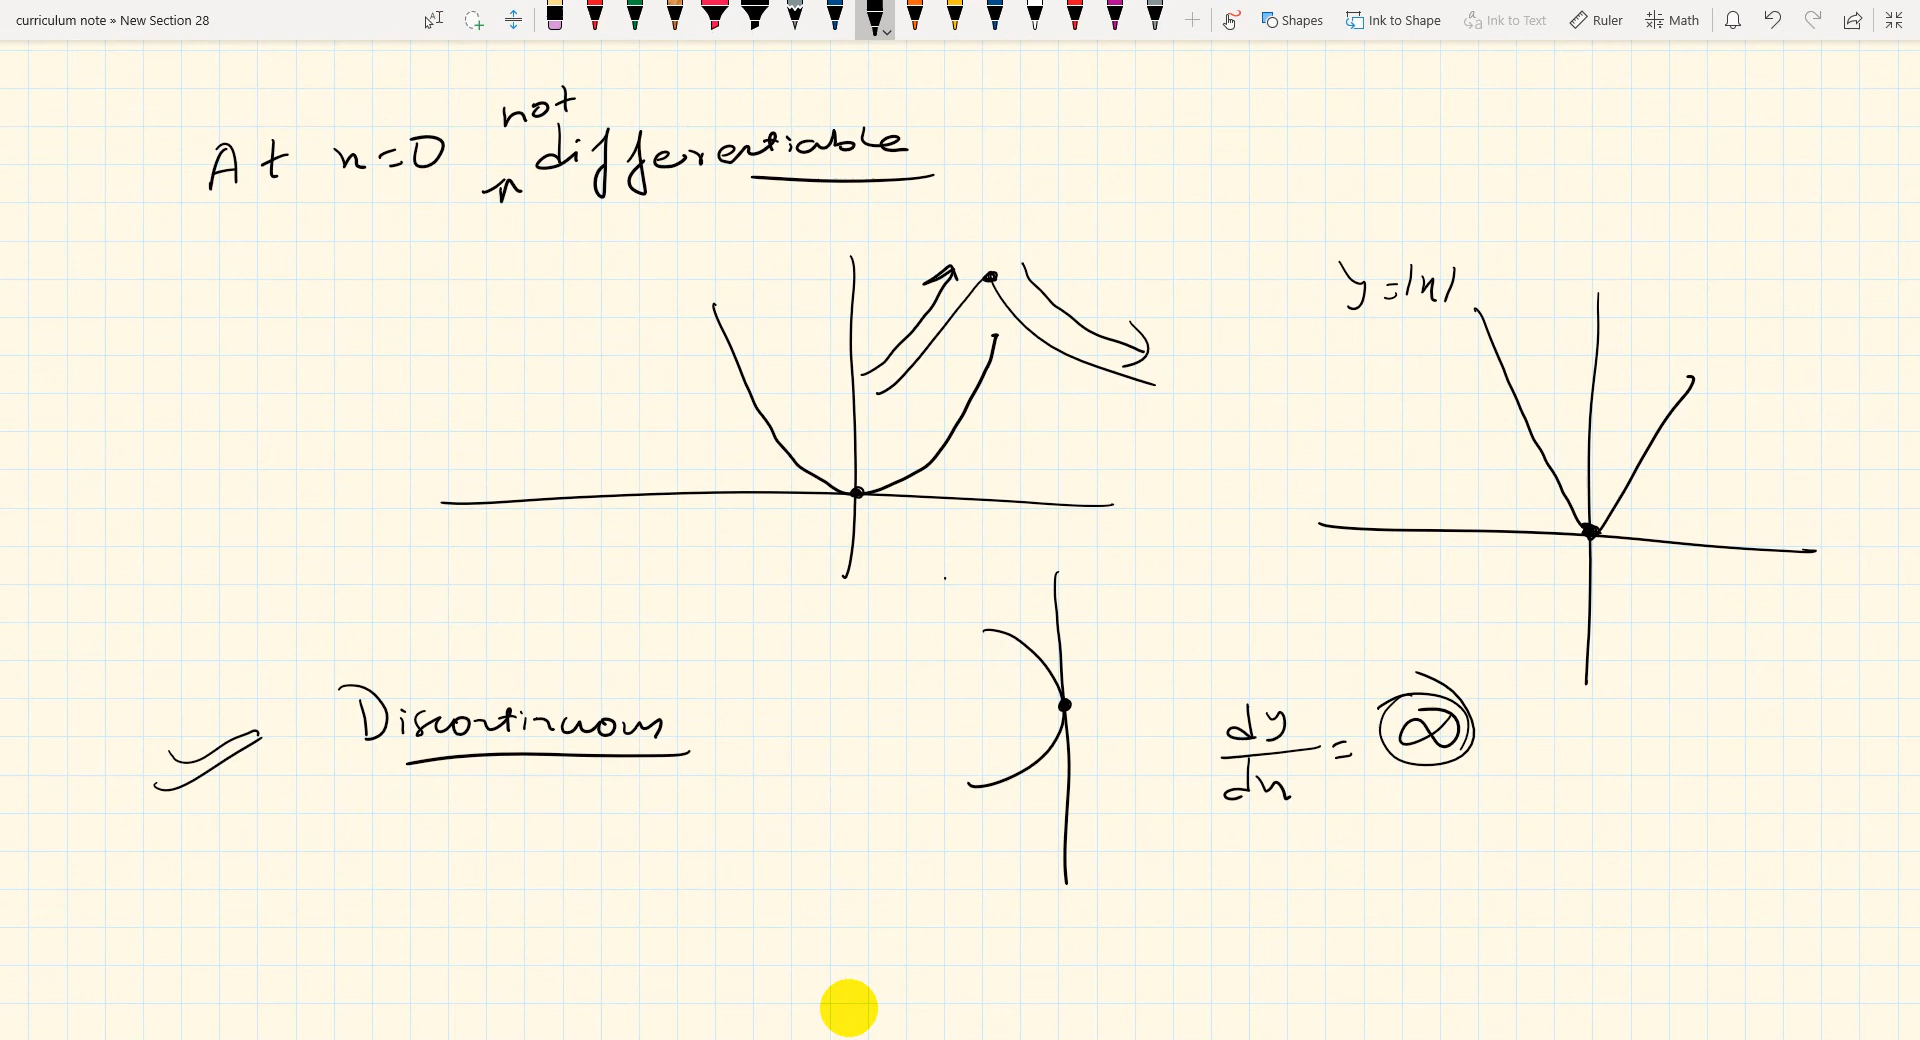 curriculum note » New Section 28
Shapes Ink to Shape Ink to Text Ruler Math
not
At x=0 differentiable
y=|x|
Discontinuous
dy/dx = ∞